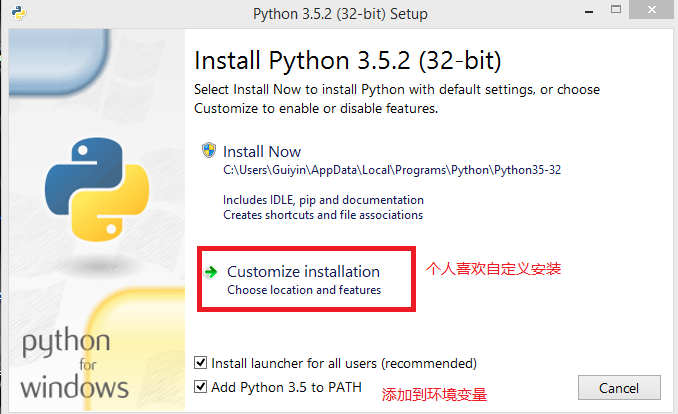 Python 3.5.2 (32-bit) Setup
Install Python 3.5.2 (32-bit)
Select Install Now to install Python with default settings, or choose
Customize to enable or disable features.
Install Now
C:\Users\Guiyin\AppData\Local\Programs\Python\Python35-32
Includes IDLE, pip and documentation
Creates shortcuts and file associations
Customize installation
个人喜欢自定义安装
Choose location and features
python
for
windows
Install launcher for all users (recommended)
Add Python 3.5 to PATH
添加到环境变量
Cancel